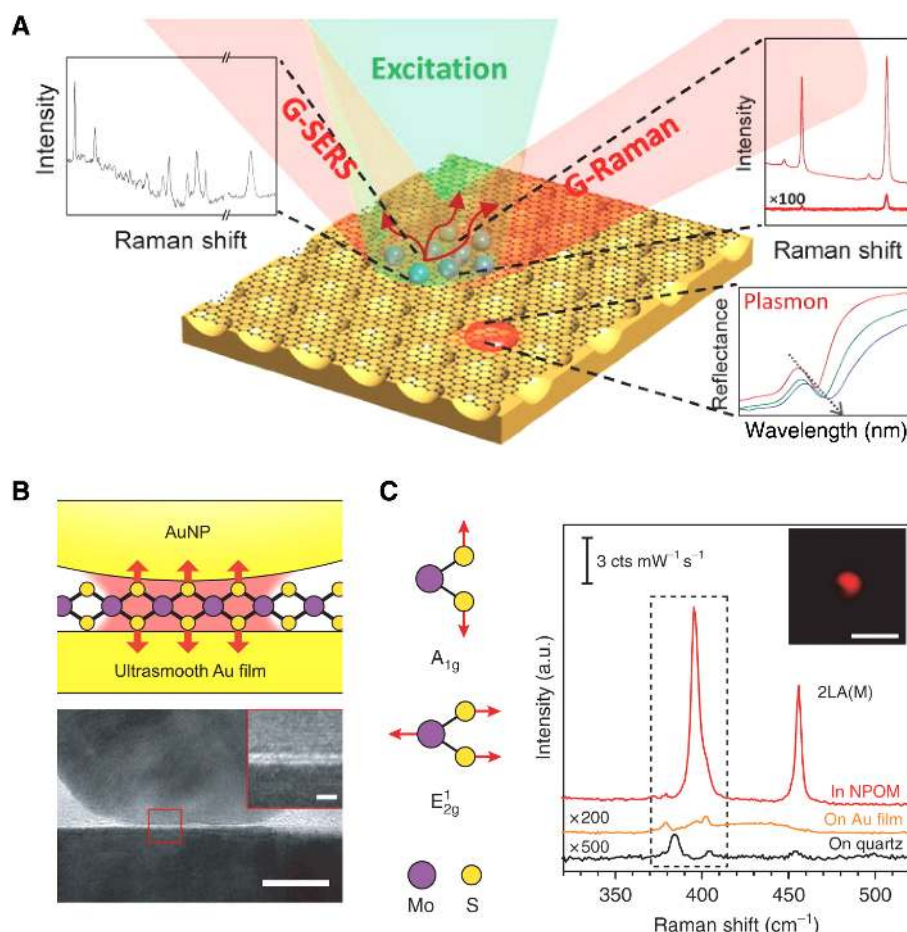 A
Excitation
G-SERS
G-Raman
Intensity
Raman shift
Intensity
×100
Raman shift
Plasmon
Reflectance
Wavelength (nm)
B
AuNP
Ultrasmooth Au film
C
A1g
E12g
Mo
S
3 cts mW−1 s−1
2LA(M)
In NPOM
×200
On Au film
×500
On quartz
Intensity (a.u.)
350
400
450
500
Raman shift (cm−1)